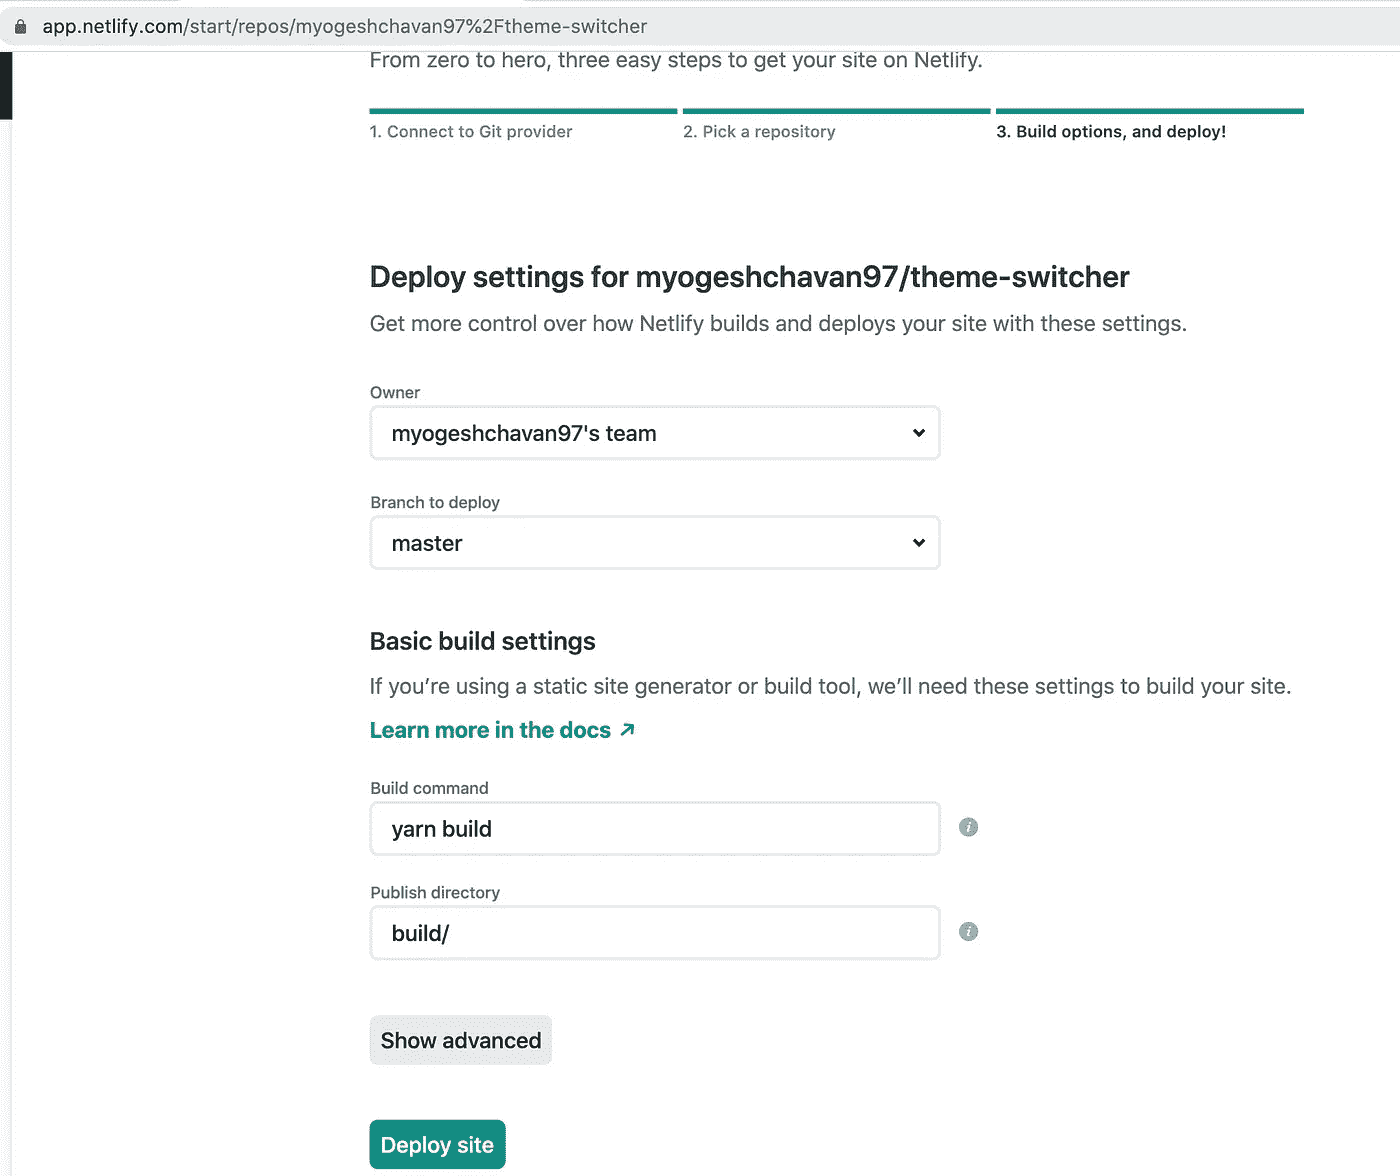 app.netlify.com/start/repos/myogeshchavan97%2Ftheme-switcher
From zero to hero, three easy steps to get your site on Netlify.
1. Connect to Git provider
2. Pick a repository
3. Build options, and deploy!
Deploy settings for myogeshchavan97/theme-switcher
Get more control over how Netlify builds and deploys your site with these settings.
Owner
myogeshchavan97's team
Branch to deploy
master
Basic build settings
If you’re using a static site generator or build tool, we’ll need these settings to build your site.
Learn more in the docs ↗
Build command
yarn build
i
Publish directory
build/
i
Show advanced
Deploy site